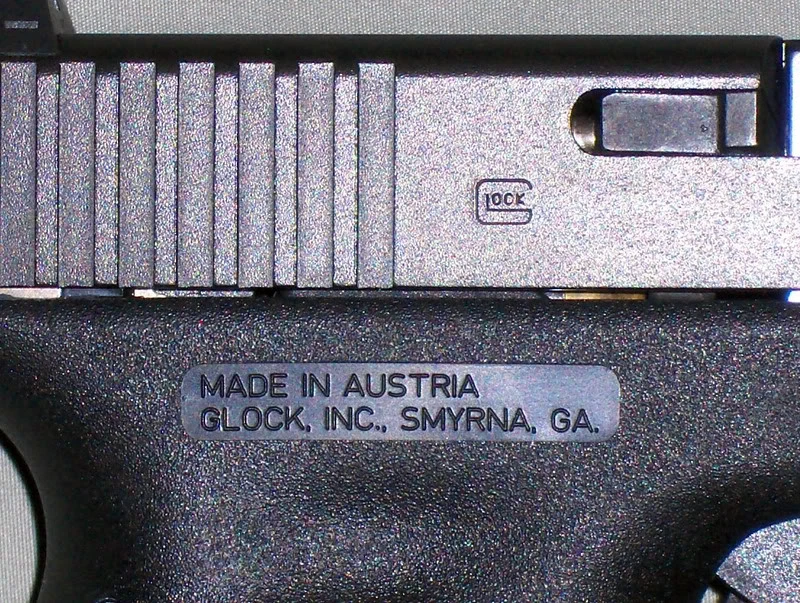 GLOCK
MADE IN AUSTRIA
GLOCK, INC., SMYRNA, GA.